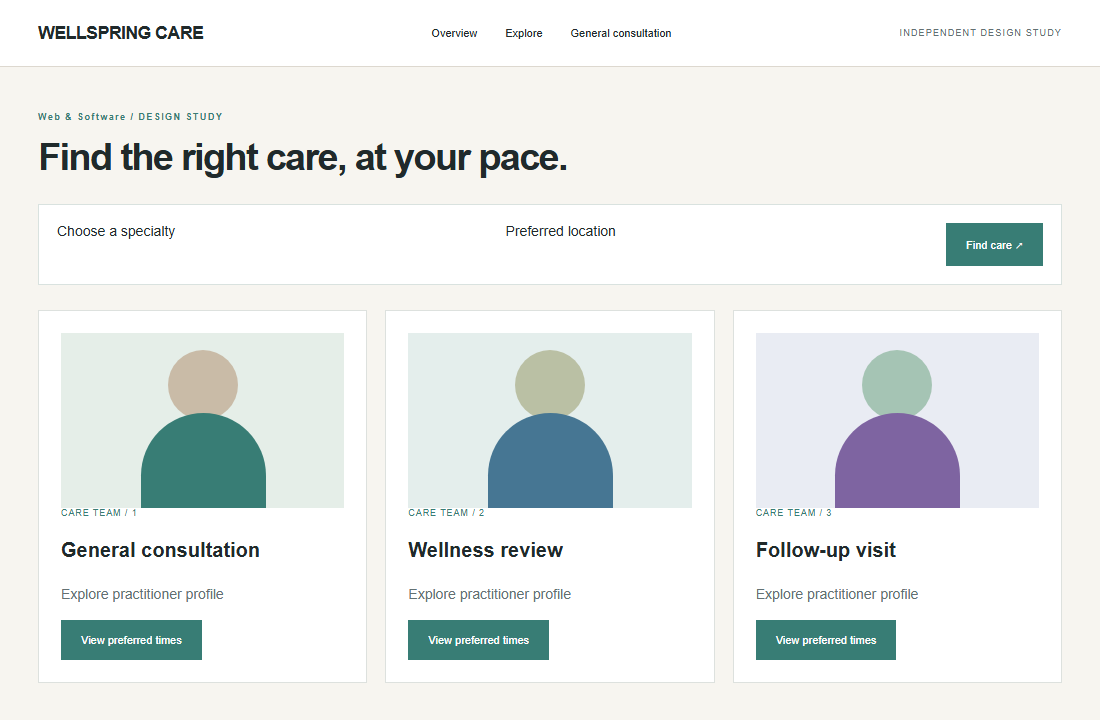 WELLSPRING CARE
Overview
Explore
General consultation
INDEPENDENT DESIGN STUDY
Web & Software / DESIGN STUDY
Find the right care, at your pace.
Choose a specialty
Preferred location
Find care ↗
CARE TEAM / 1
General consultation
Explore practitioner profile
View preferred times
CARE TEAM / 2
Wellness review
Explore practitioner profile
View preferred times
CARE TEAM / 3
Follow-up visit
Explore practitioner profile
View preferred times